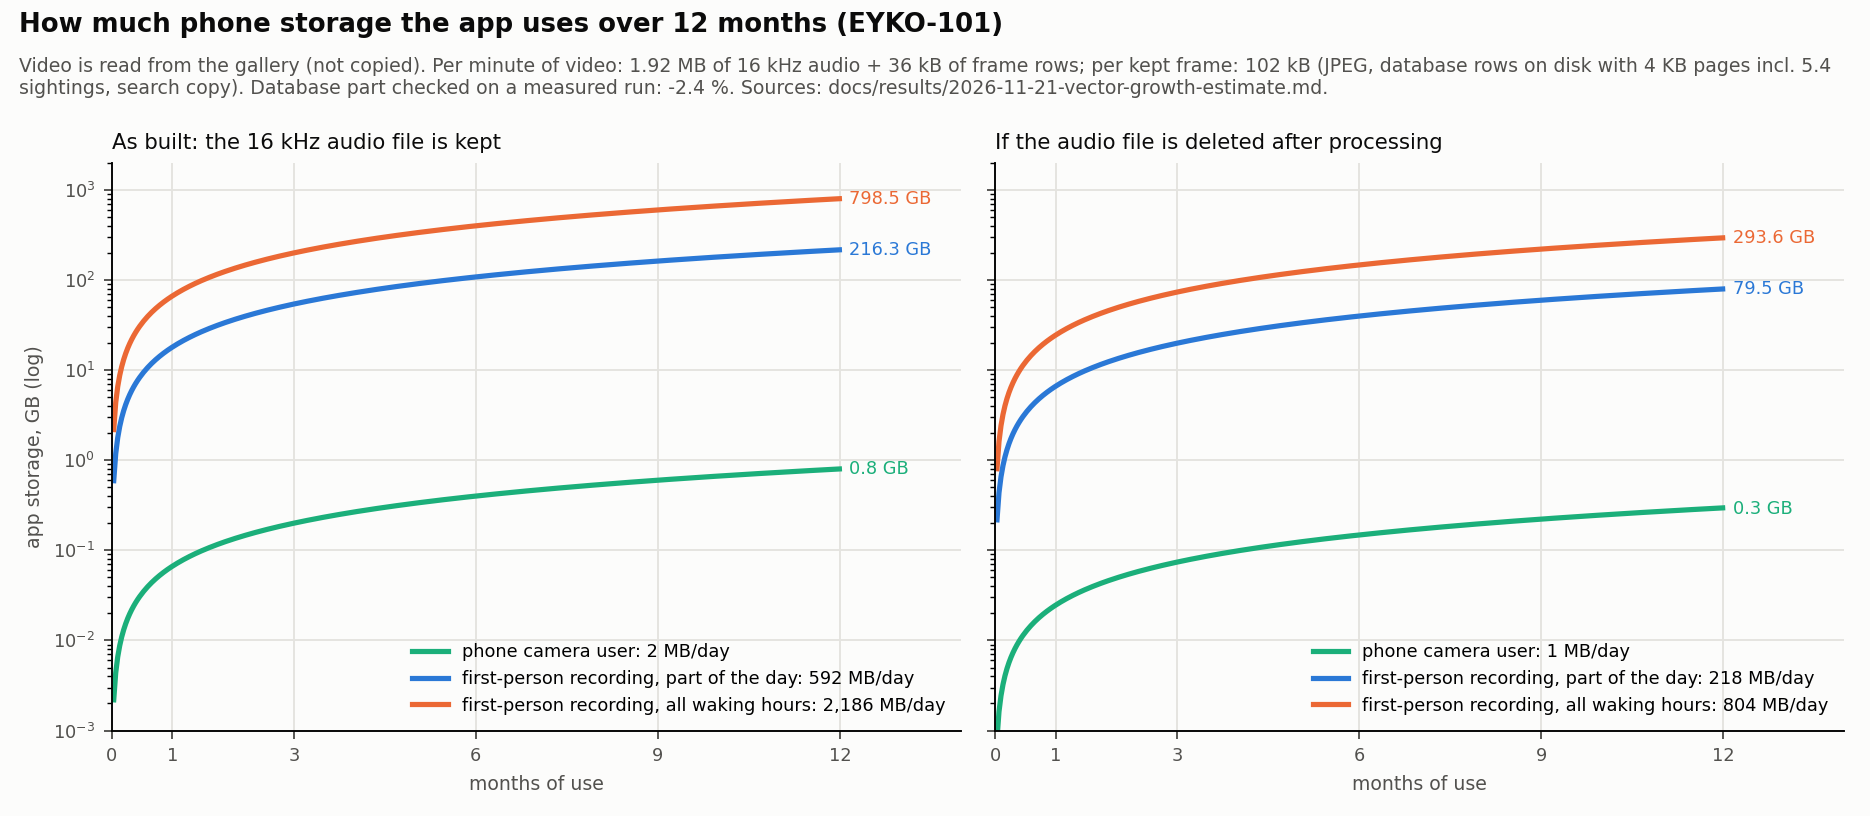 How much phone storage the app uses over 12 months (EYKO-101)
Video is read from the gallery (not copied). Per minute of video: 1.92 MB of 16 kHz audio + 36 kB of frame rows; per kept frame: 102 kB (JPEG, database rows on disk with 4 KB pages incl. 5.4
sightings, search copy). Database part checked on a measured run: -2.4 %. Sources: docs/results/2026-11-21-vector-growth-estimate.md.
As built: the 16 kHz audio file is kept
app storage, GB (log)
10³
10²
10¹
10⁰
10⁻¹
10⁻²
10⁻³
798.5 GB
216.3 GB
0.8 GB
phone camera user: 2 MB/day
first-person recording, part of the day: 592 MB/day
first-person recording, all waking hours: 2,186 MB/day
0 1 3 6 9 12
months of use
If the audio file is deleted after processing
293.6 GB
79.5 GB
0.3 GB
phone camera user: 1 MB/day
first-person recording, part of the day: 218 MB/day
first-person recording, all waking hours: 804 MB/day
0 1 3 6 9 12
months of use